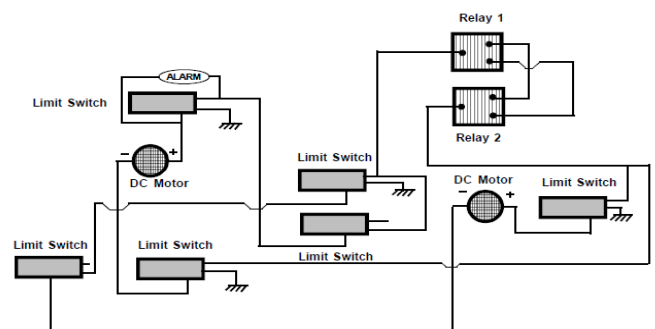 Relay 1
ALARM
Limit Switch
Relay 2
- +
DC Motor
Limit Switch
DC Motor
Limit Switch
- +
Limit Switch
Limit Switch
Limit Switch